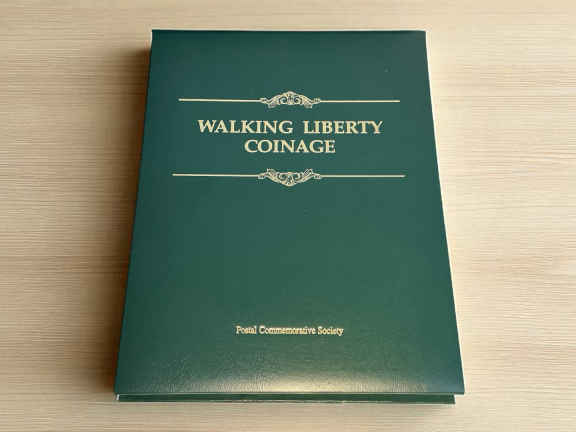 WALKING LIBERTY
COINAGE
Postal Commemorative Society